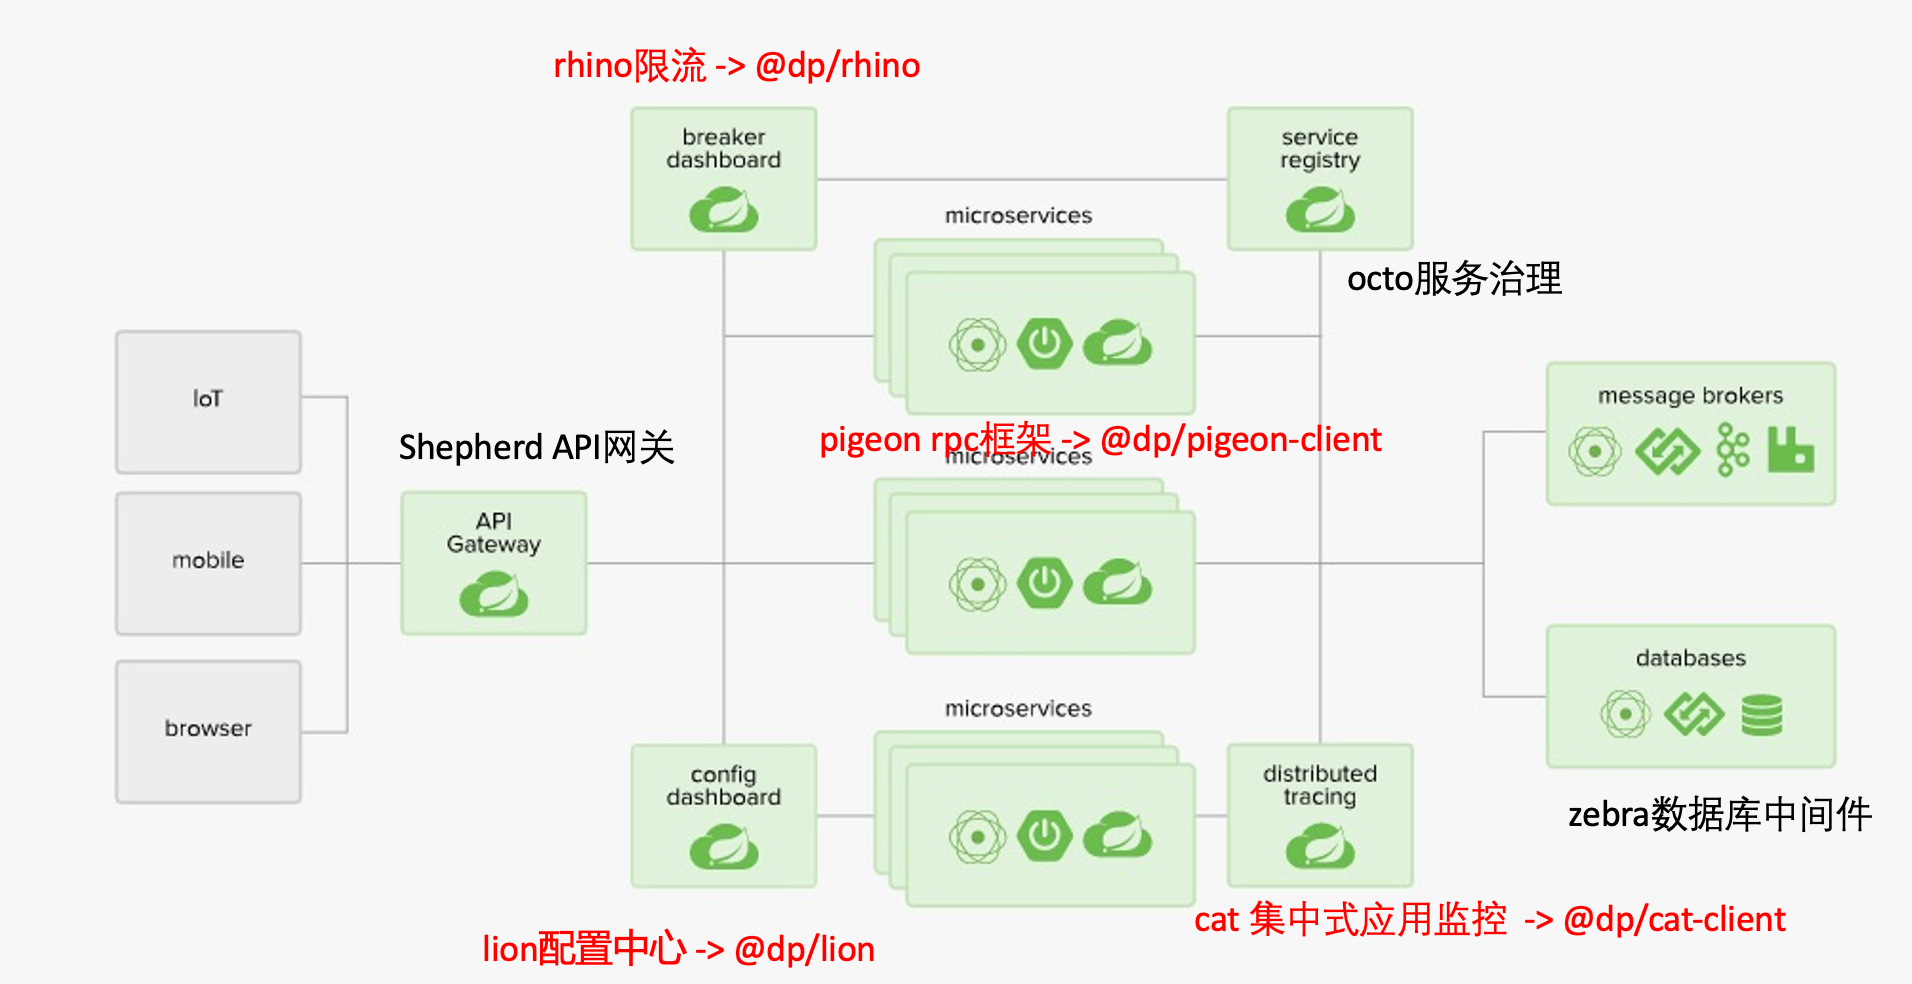 rhino限流 -> @dp/rhino
breaker
dashboard
service
registry
microservices
octo服务治理
IoT
message brokers
Shepherd API网关
pigeon rpc框架 -> @dp/pigeon-client
microservices
API
Gateway
mobile
databases
browser
microservices
config
dashboard
distributed
tracing
zebra数据库中间件
cat 集中式应用监控 -> @dp/cat-client
lion配置中心 -> @dp/lion